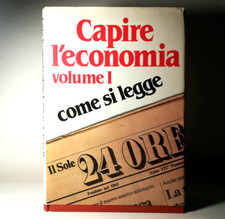 Capire
l'economia
volume I
come si legge
Il Sole
24 ORE